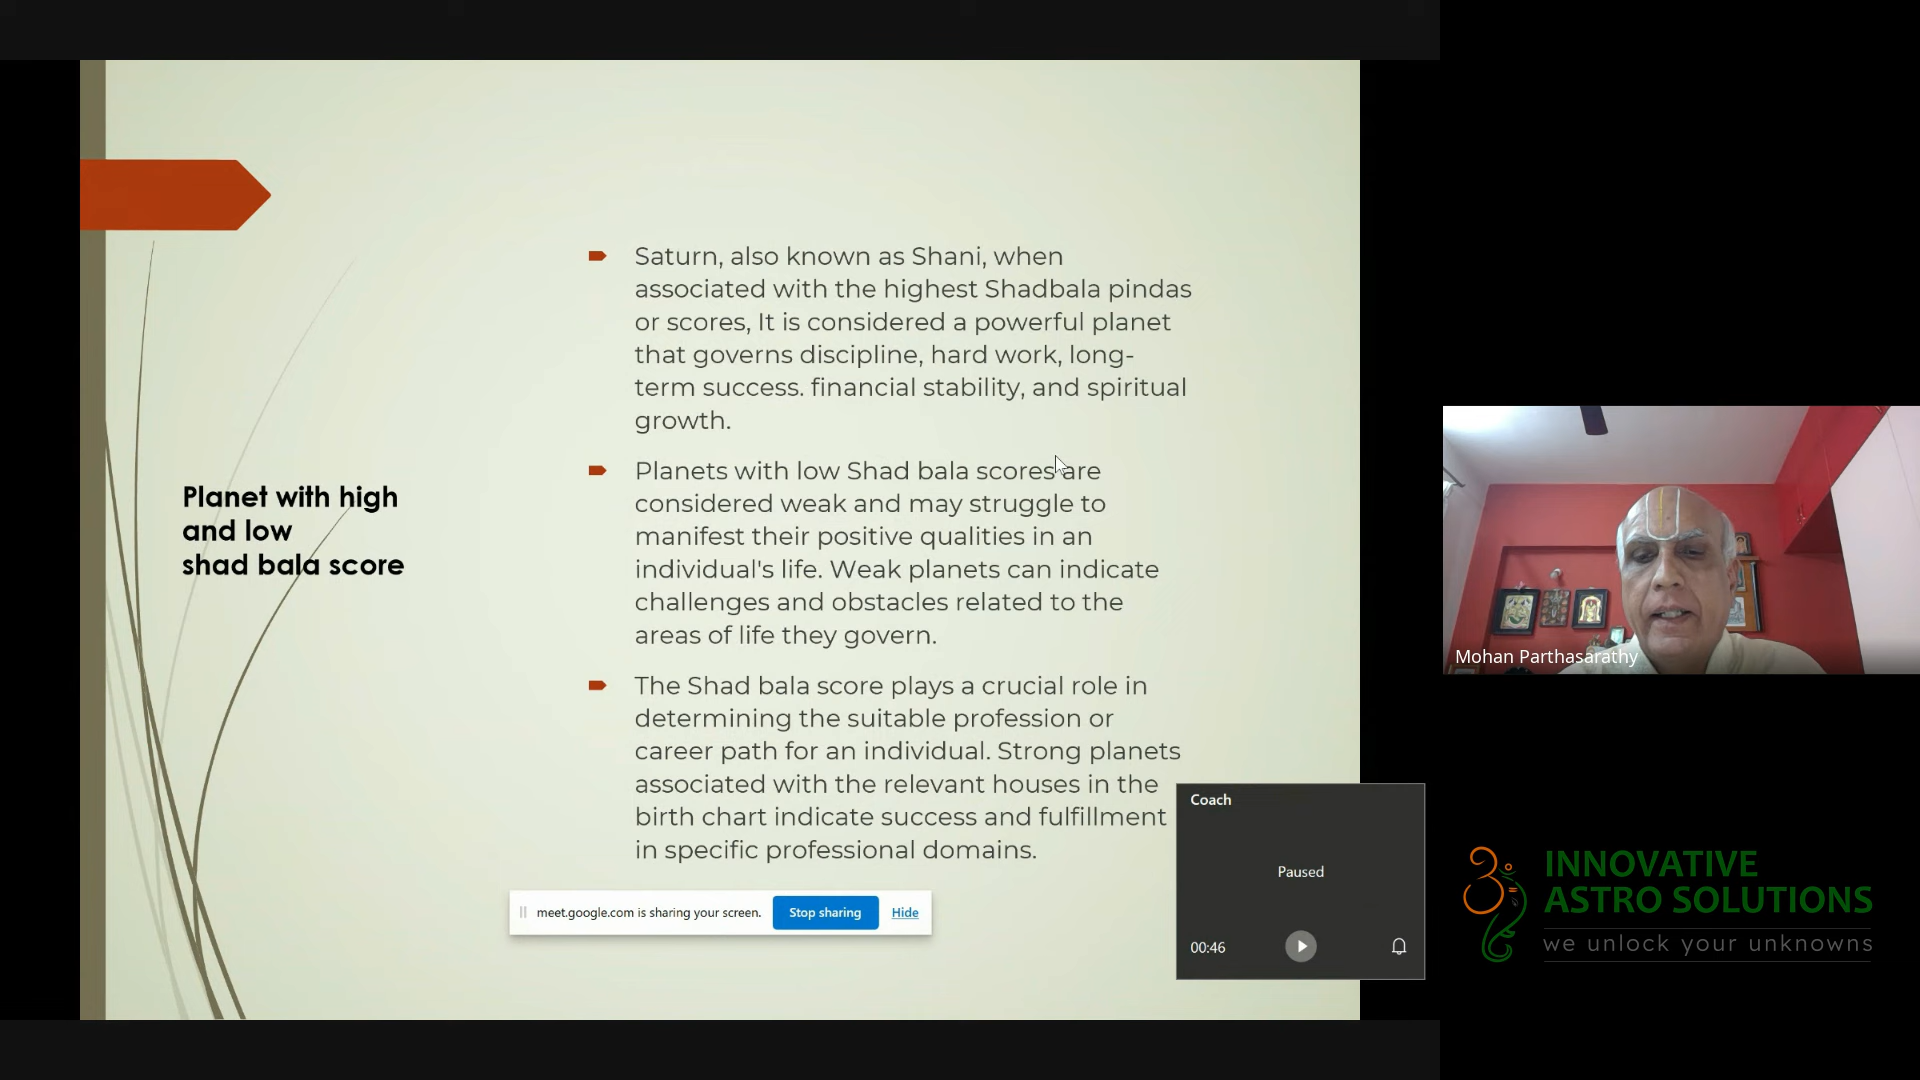 Planet with high
and low
shad bala score
Saturn, also known as Shani, when
associated with the highest Shadbala pindas
or scores, It is considered a powerful planet
that governs discipline, hard work, long-
term success. financial stability, and spiritual
growth.
Planets with low Shad bala scores are
considered weak and may struggle to
manifest their positive qualities in an
individual's life. Weak planets can indicate
challenges and obstacles related to the
areas of life they govern.
The Shad bala score plays a crucial role in
determining the suitable profession or
career path for an individual. Strong planets
associated with the relevant houses in the
birth chart indicate success and fulfillment
in specific professional domains.
meet.google.com is sharing your screen. Stop sharing Hide
Coach
Paused
00:46
Mohan Parthasarathy
INNOVATIVE
ASTRO SOLUTIONS
we unlock your unknowns